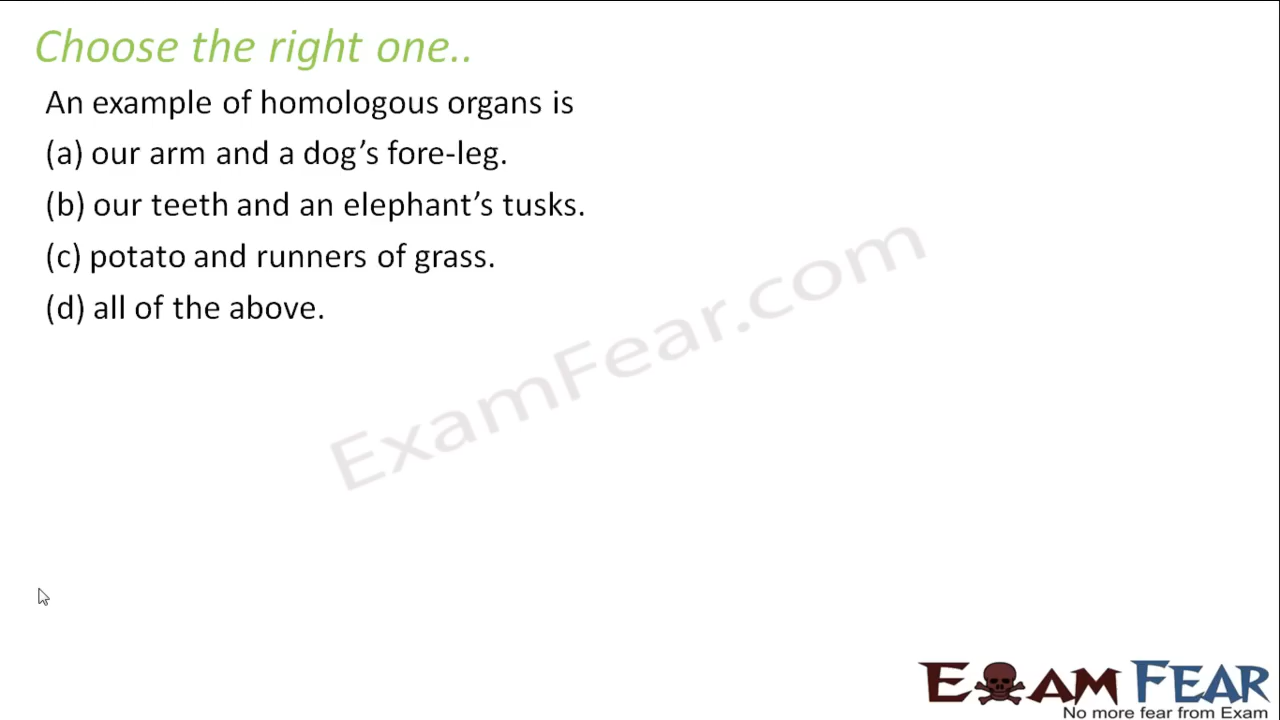 Choose the right one..
An example of homologous organs is
(a) our arm and a dog’s fore-leg.
(b) our teeth and an elephant’s tusks.
(c) potato and runners of grass.
(d) all of the above.
ExamFear.com
EXAM FEAR
No more fear from Exam